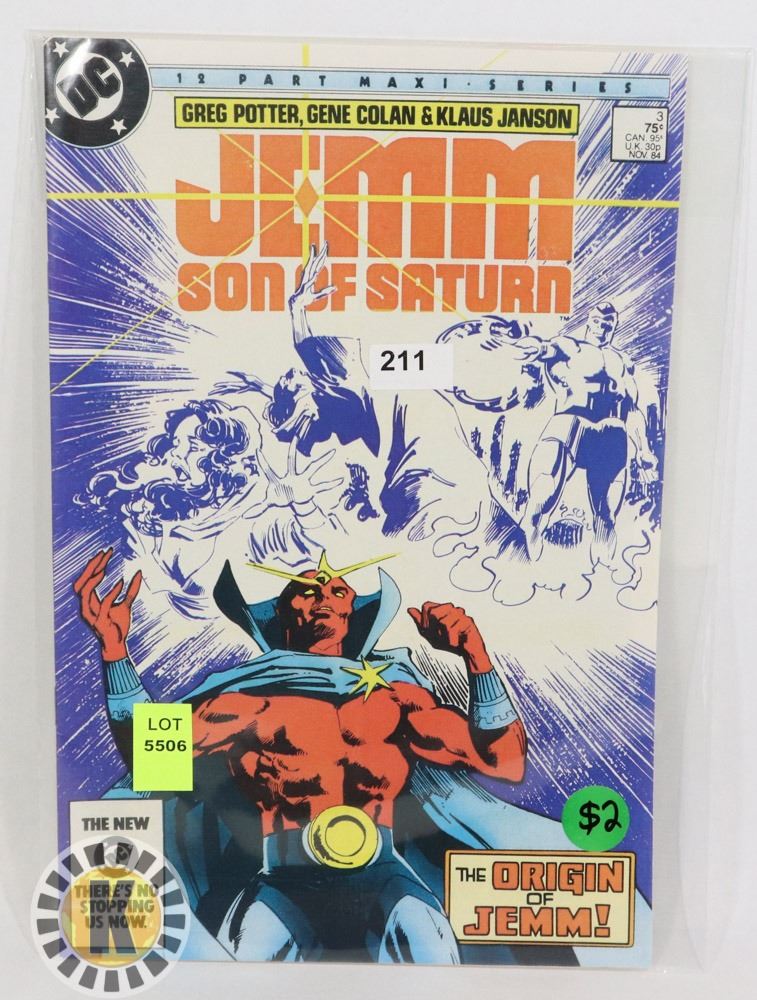 DC
12 PART MAXI-SERIES
GREG POTTER, GENE COLAN & KLAUS JANSON
3
75¢
CAN. 95¢
U.K. 30p
NOV. 84
JEMM
SON OF SATURN
TM
211
LOT
5506
$2
THE NEW
THERE'S NO
STOPPING
US NOW.
K
THE ORIGIN
OF
JEMM!